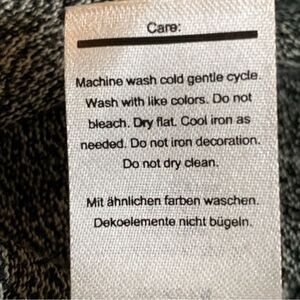 Care:
Machine wash cold gentle cycle.
Wash with like colors. Do not
bleach. Dry flat. Cool iron as
needed. Do not iron decoration.
Do not dry clean.
Mit ähnlichen farben waschen.
Dekoelemente nicht bügeln.